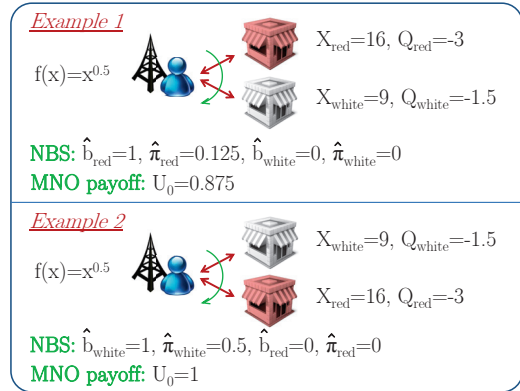 Example 1
f(x)=x^0.5
X_red=16, Q_red=-3
X_white=9, Q_white=-1.5
NBS: b̂_red=1, π̂_red=0.125, b̂_white=0, π̂_white=0
MNO payoff: U_0=0.875
Example 2
f(x)=x^0.5
X_white=9, Q_white=-1.5
X_red=16, Q_red=-3
NBS: b̂_white=1, π̂_white=0.5, b̂_red=0, π̂_red=0
MNO payoff: U_0=1